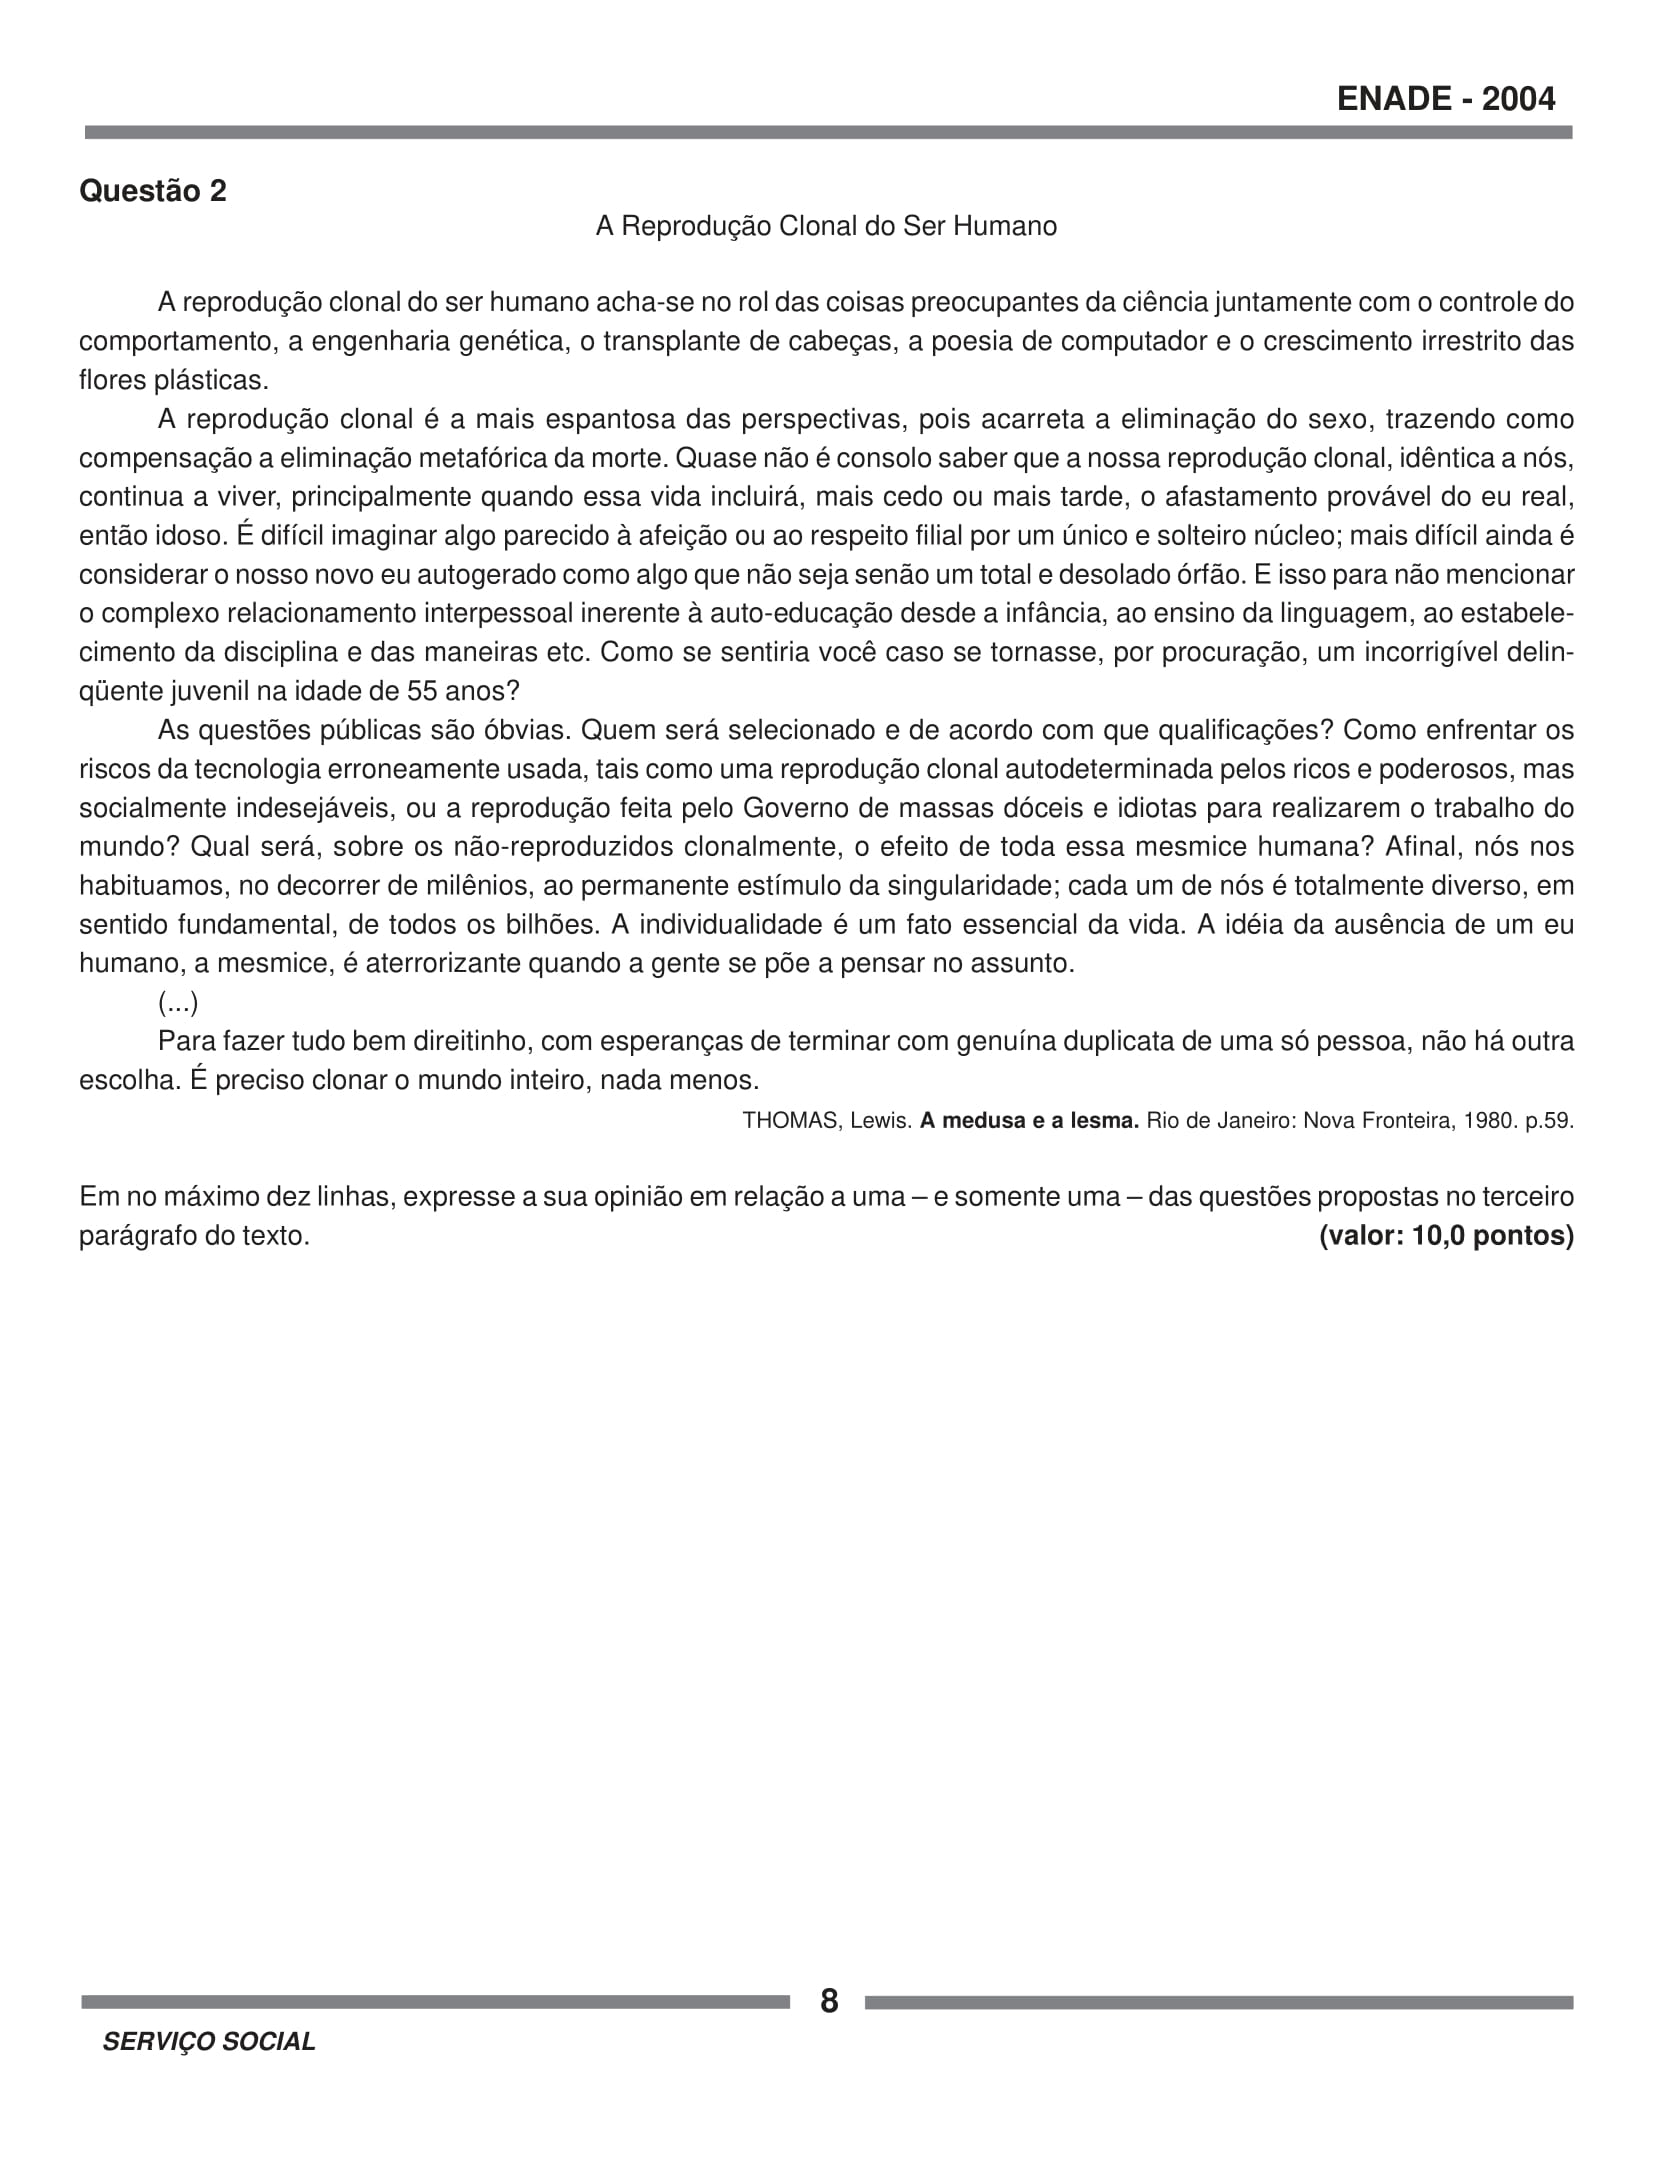 ENADE - 2004
Questão 2
A Reprodução Clonal do Ser Humano
A reprodução clonal do ser humano acha-se no rol das coisas preocupantes da ciência juntamente com o controle do
comportamento, a engenharia genética, o transplante de cabeças, a poesia de computador e o crescimento irrestrito das
flores plásticas.
A reprodução clonal é a mais espantosa das perspectivas, pois acarreta a eliminação do sexo, trazendo como
compensação a eliminação metafórica da morte. Quase não é consolo saber que a nossa reprodução clonal, idêntica a nós,
continua a viver, principalmente quando essa vida incluirá, mais cedo ou mais tarde, o afastamento provável do eu real,
então idoso. É difícil imaginar algo parecido à afeição ou ao respeito filial por um único e solteiro núcleo; mais difícil ainda é
considerar o nosso novo eu autogerado como algo que não seja senão um total e desolado órfão. E isso para não mencionar
o complexo relacionamento interpessoal inerente à auto-educação desde a infância, ao ensino da linguagem, ao estabele-
cimento da disciplina e das maneiras etc. Como se sentiria você caso se tornasse, por procuração, um incorrigível delin-
qüente juvenil na idade de 55 anos?
As questões públicas são óbvias. Quem será selecionado e de acordo com que qualificações? Como enfrentar os
riscos da tecnologia erroneamente usada, tais como uma reprodução clonal autodeterminada pelos ricos e poderosos, mas
socialmente indesejáveis, ou a reprodução feita pelo Governo de massas dóceis e idiotas para realizarem o trabalho do
mundo? Qual será, sobre os não-reproduzidos clonalmente, o efeito de toda essa mesmice humana? Afinal, nós nos
habituamos, no decorrer de milênios, ao permanente estímulo da singularidade; cada um de nós é totalmente diverso, em
sentido fundamental, de todos os bilhões. A individualidade é um fato essencial da vida. A idéia da ausência de um eu
humano, a mesmice, é aterrorizante quando a gente se põe a pensar no assunto.
(...)
Para fazer tudo bem direitinho, com esperanças de terminar com genuína duplicata de uma só pessoa, não há outra
escolha. É preciso clonar o mundo inteiro, nada menos.
THOMAS, Lewis. A medusa e a lesma. Rio de Janeiro: Nova Fronteira, 1980. p.59.
Em no máximo dez linhas, expresse a sua opinião em relação a uma – e somente uma – das questões propostas no terceiro
parágrafo do texto. (valor: 10,0 pontos)
8
SERVIÇO SOCIAL